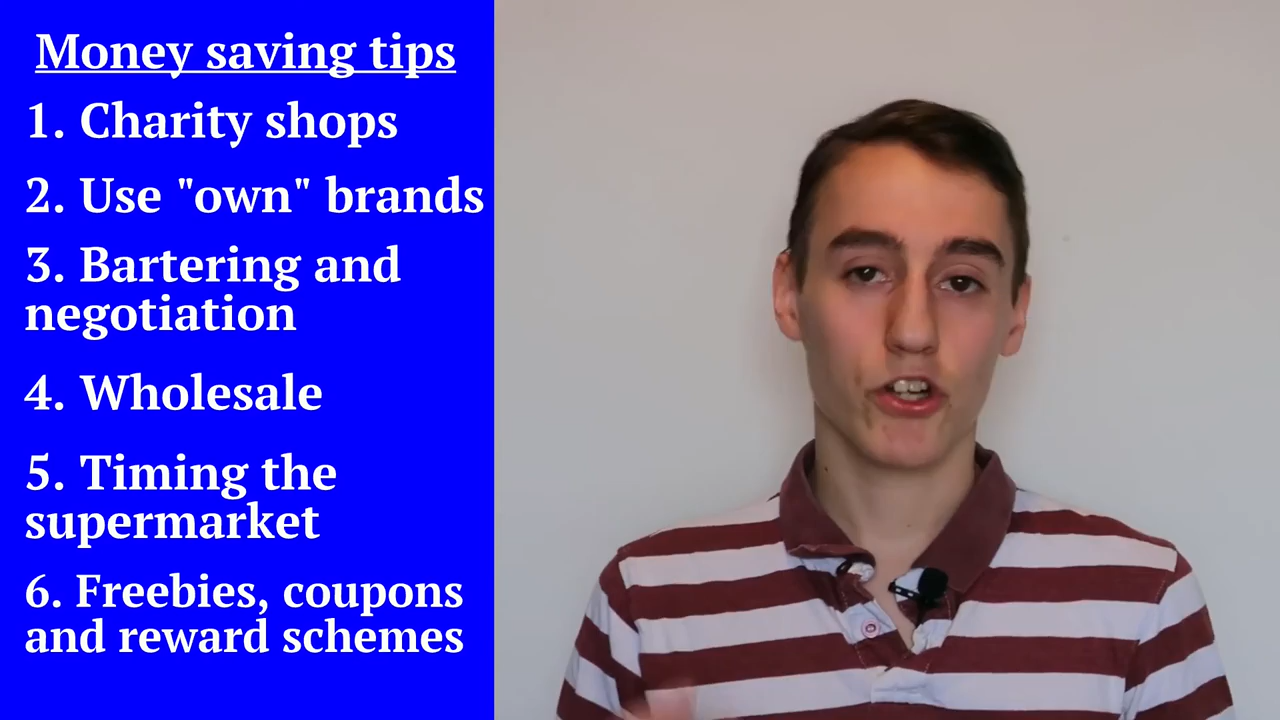 Money saving tips
1. Charity shops
2. Use "own" brands
3. Bartering and
negotiation
4. Wholesale
5. Timing the
supermarket
6. Freebies, coupons
and reward schemes